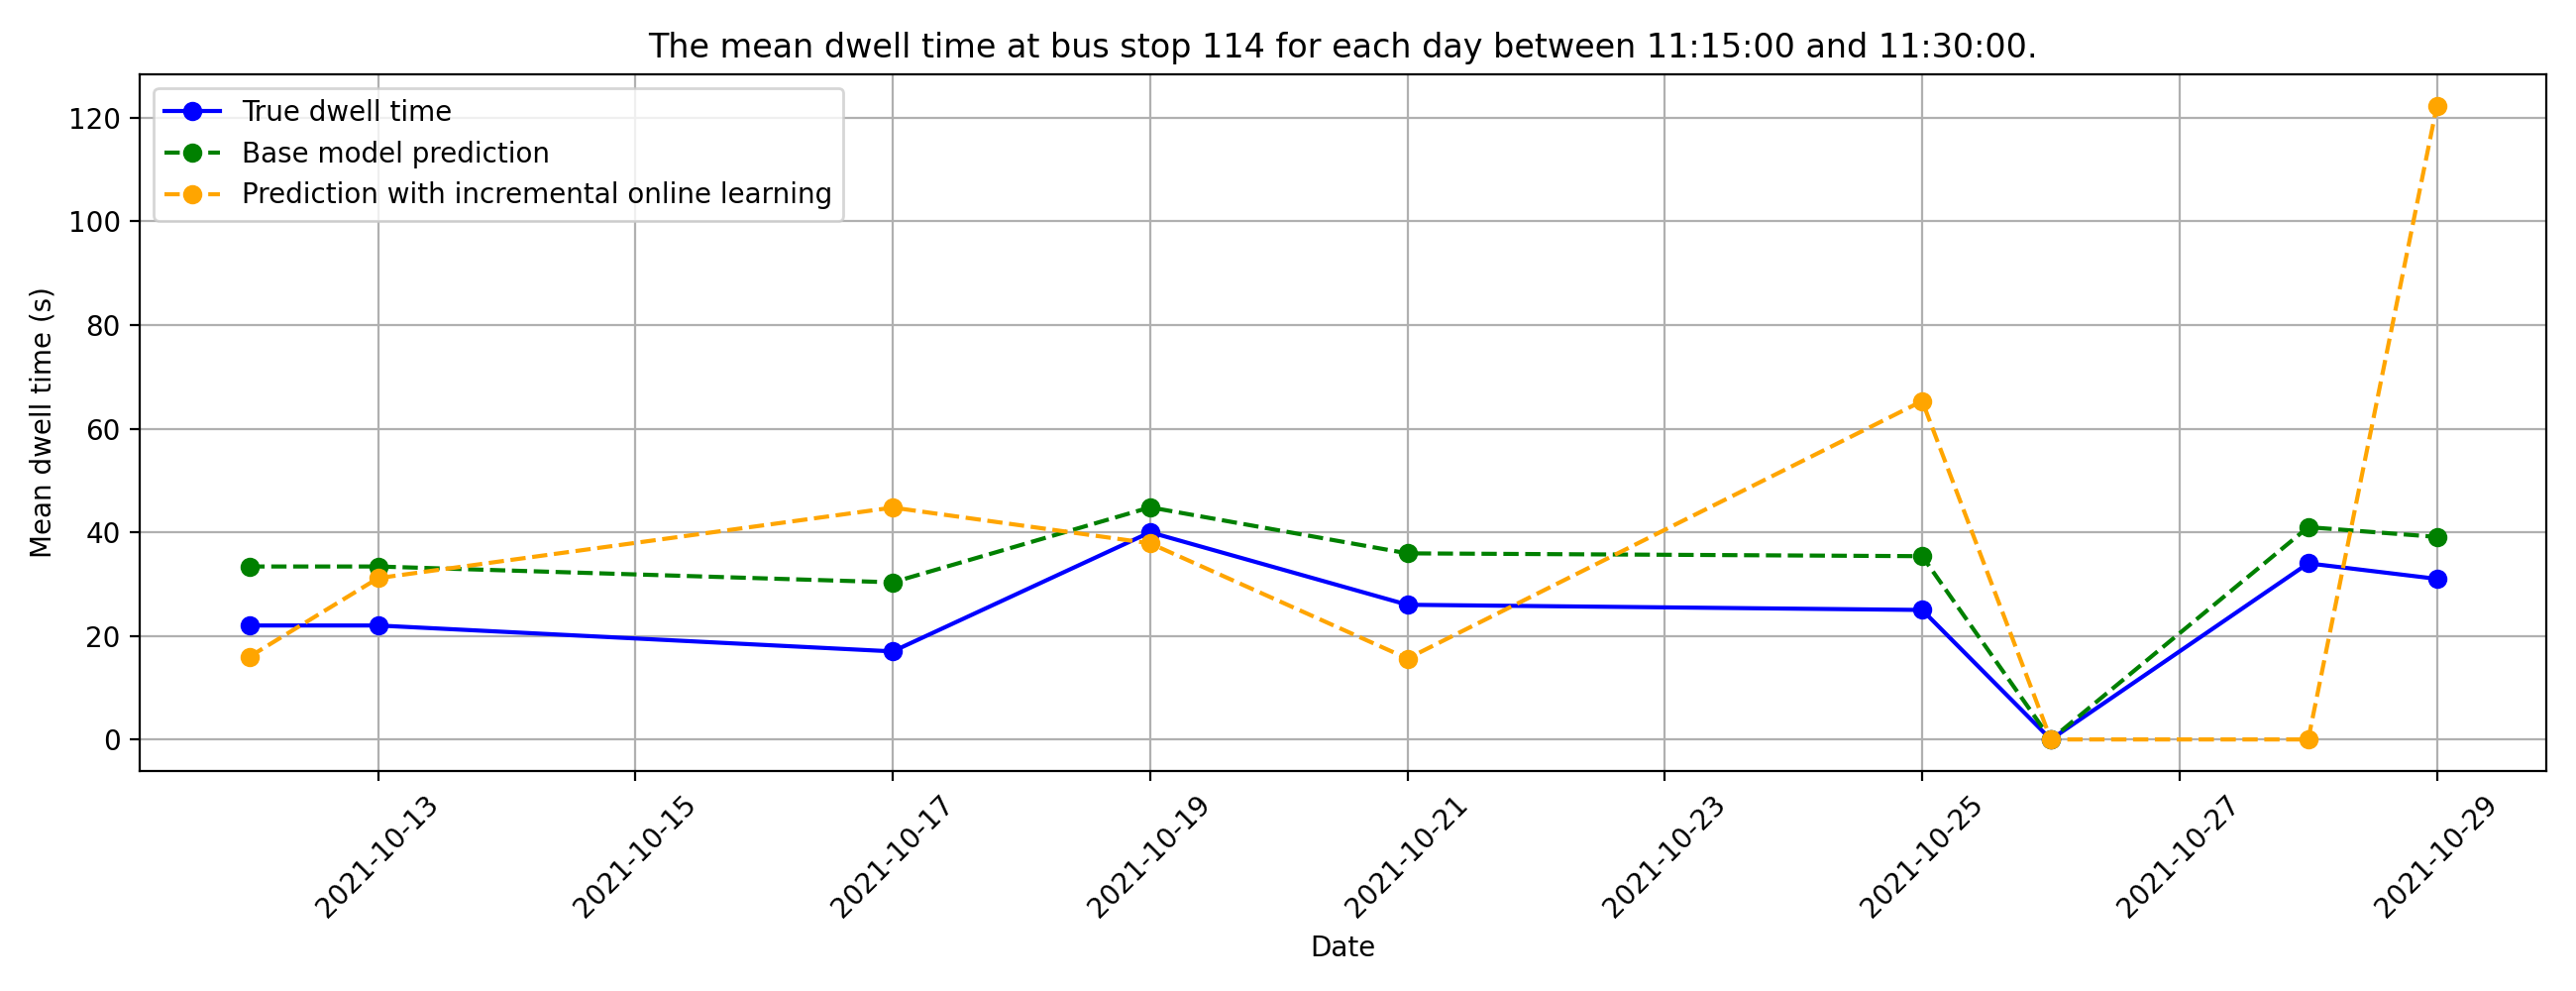 The mean dwell time at bus stop 114 for each day between 11:15:00 and 11:30:00.
True dwell time
Base model prediction
Prediction with incremental online learning
Mean dwell time (s)
120
100
80
60
40
20
0
2021-10-13
2021-10-15
2021-10-17
2021-10-19
2021-10-21
2021-10-23
2021-10-25
2021-10-27
2021-10-29
Date